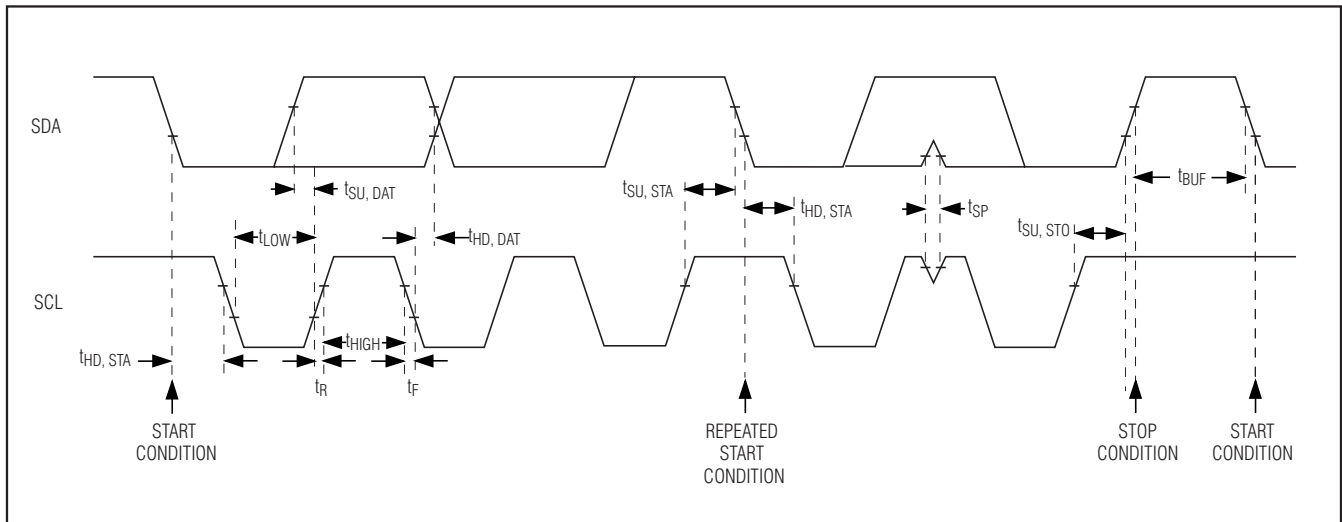 SDA
tSU, DAT
tSU, STA
tHD, STA
tSP
tBUF
tLOW
tHD, DAT
tSU, STO
SCL
tHIGH
tHD, STA
tR
tF
START
CONDITION
REPEATED
START
CONDITION
STOP
CONDITION
START
CONDITION